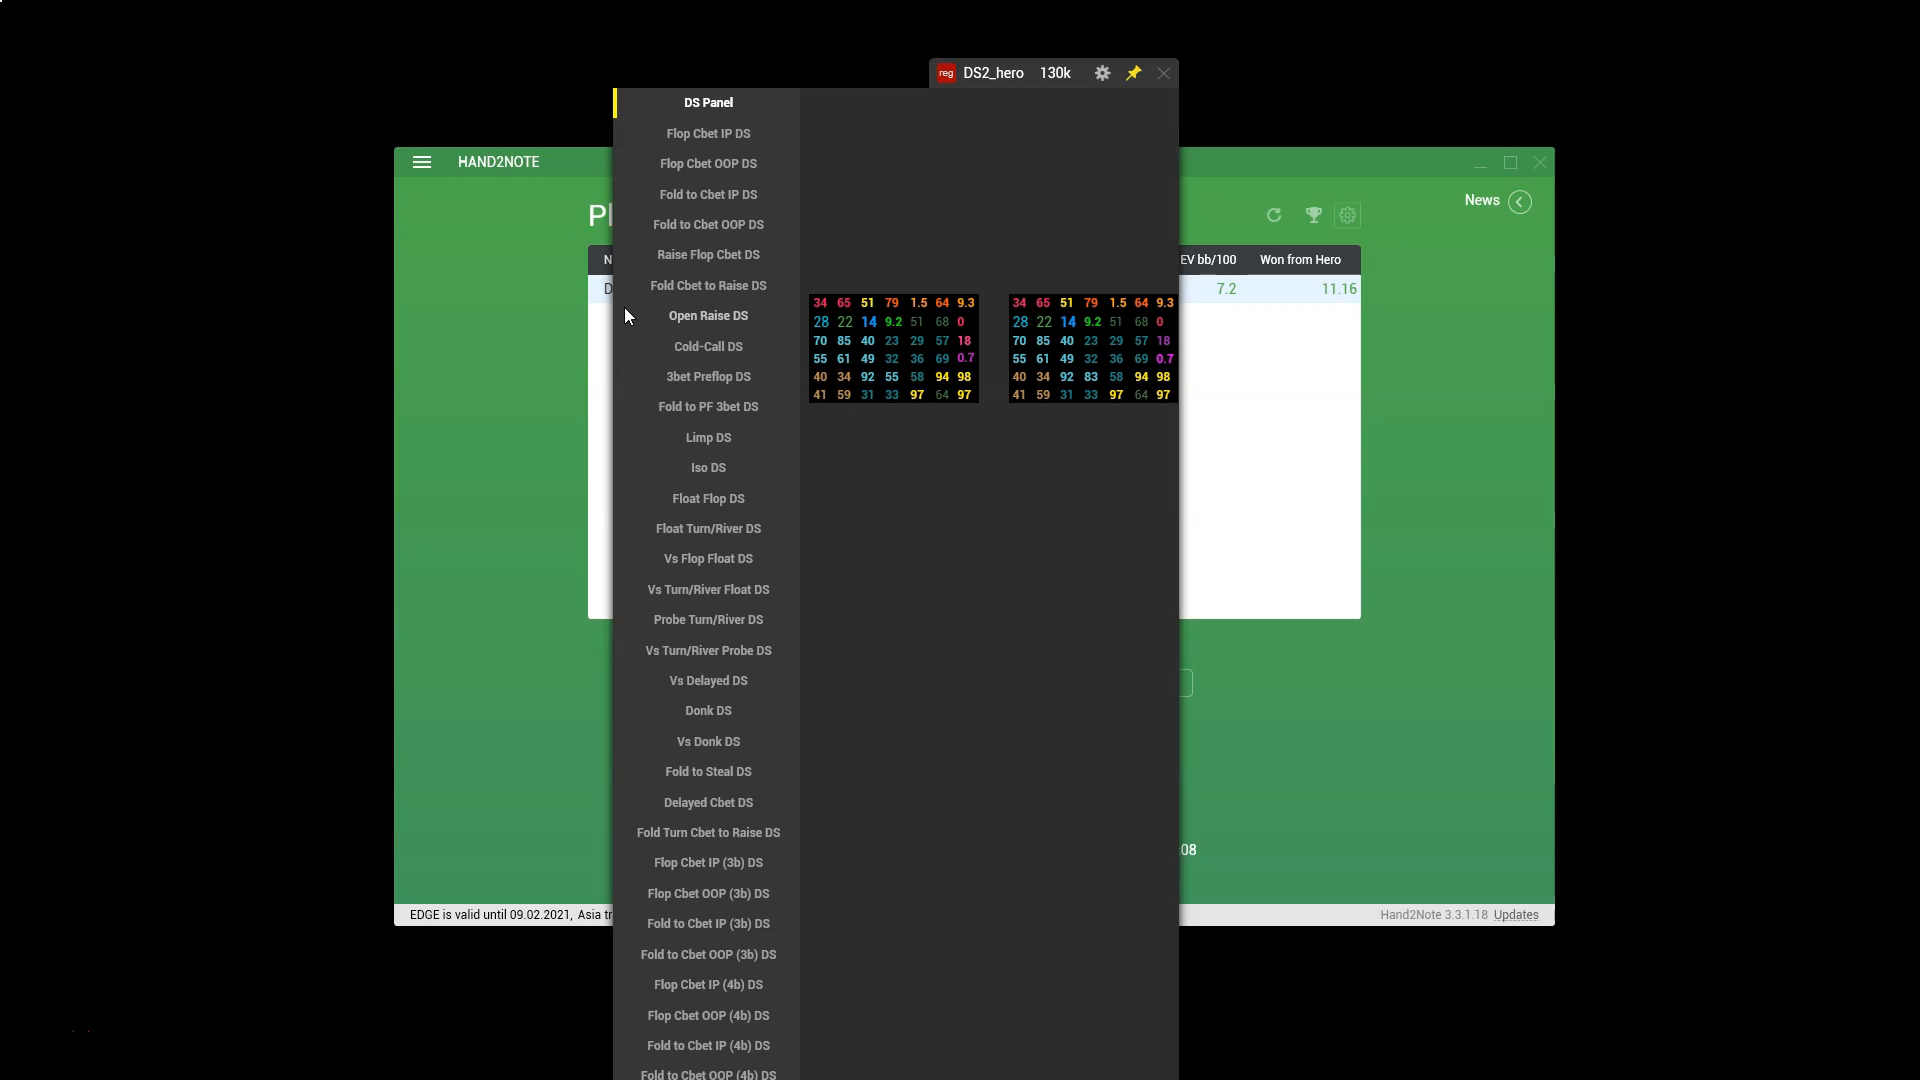 reg DS2_hero 130k
DS Panel
Flop Cbet IP DS
Flop Cbet OOP DS
Fold to Cbet IP DS
Fold to Cbet OOP DS
Raise Flop Cbet DS
Fold Cbet to Raise DS
Open Raise DS
Cold-Call DS
3bet Preflop DS
Fold to PF 3bet DS
Limp DS
Iso DS
Float Flop DS
Float Turn/River DS
Vs Flop Float DS
Vs Turn/River Float DS
Probe Turn/River DS
Vs Turn/River Probe DS
Vs Delayed DS
Donk DS
Vs Donk DS
Fold to Steal DS
Delayed Cbet DS
Fold Turn Cbet to Raise DS
Flop Cbet IP (3b) DS
Flop Cbet OOP (3b) DS
Fold to Cbet IP (3b) DS
Fold to Cbet OOP (3b) DS
Flop Cbet IP (4b) DS
Flop Cbet OOP (4b) DS
Fold to Cbet IP (4b) DS
Fold to Cbet OOP (4b) DS
34 65 51 79 1.5 64 9.3
28 22 14 9.2 51 68 0
70 85 40 23 29 57 18
55 61 49 32 36 69 0.7
40 34 92 55 58 94 98
41 59 31 33 97 64 97
34 65 51 79 1.5 64 9.3
28 22 14 9.2 51 68 0
70 85 40 23 29 57 18
55 61 49 32 36 69 0.7
40 34 92 83 58 94 98
41 59 31 33 97 64 97
HAND2NOTE
News
Pl
N EV bb/100 Won from Hero
D 7.2 11.16
:08
EDGE is valid until 09.02.2021, Asia tr
Hand2Note 3.3.1.18 Updates